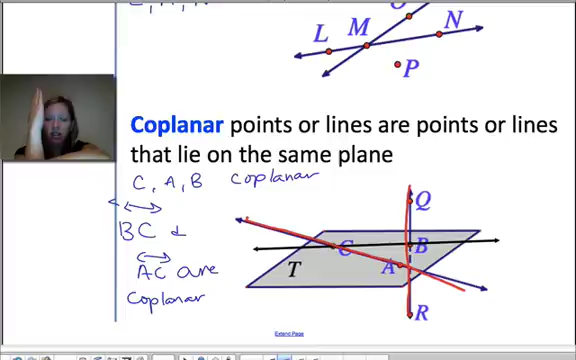 C, A, B
O
L M N
P
Coplanar points or lines are points or lines
that lie on the same plane
C, A, B coplanar
Q
BC &
C B
T A
AC are
coplanar
R
Extend Page